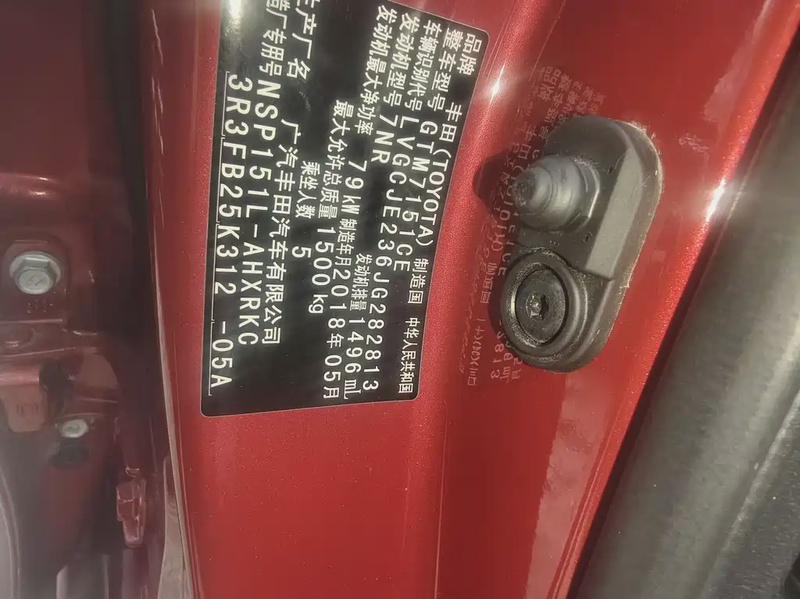 品牌 丰田(TOYOTA) 制造国 中华人民共和国
整车型号 GTM7151CE
车辆识别代号 LVGCJE236JG282813
发动机型号 7NR 发动机排量 1496 mL
发动机最大净功率 79 kW 制造年月 2018年05月
最大允许总质量 1500 kg
乘坐人数 5
生产厂名 广汽丰田汽车有限公司
造厂专用号 NSP151L-AHXRKC
3R3FB25K312 -05A